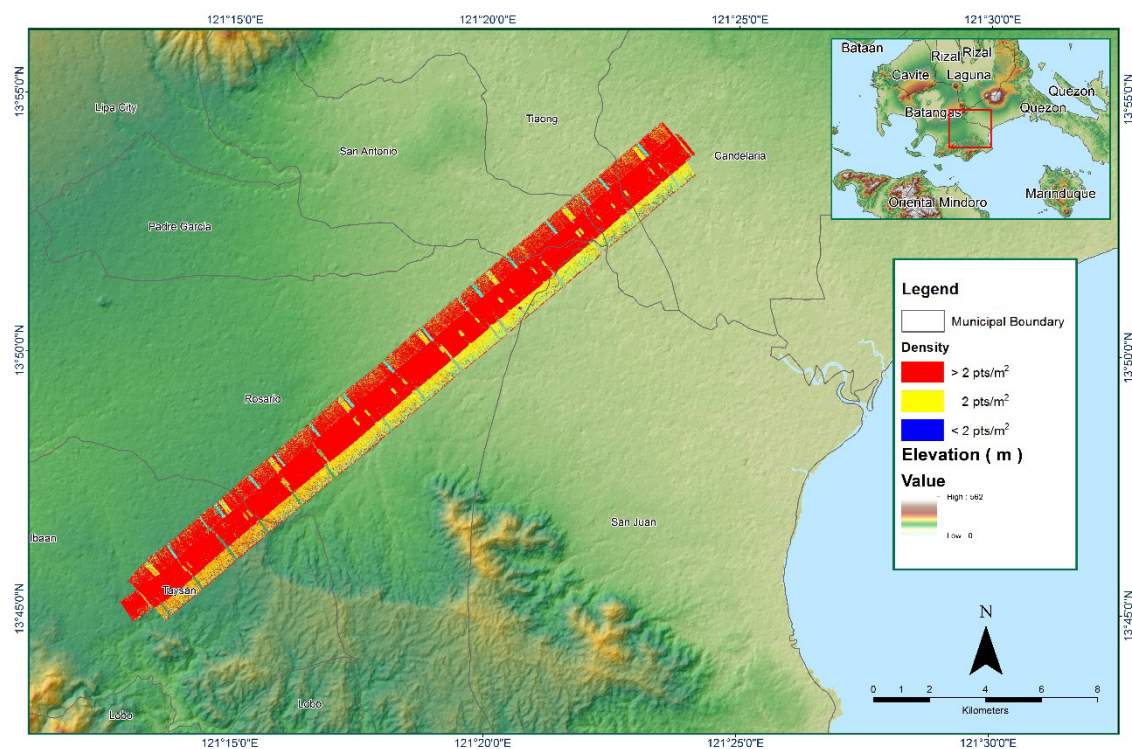 121°15'0"E
121°20'0"E
121°25'0"E
121°30'0"E
13°55'0"N
13°50'0"N
13°45'0"N
13°55'0"N
13°50'0"N
13°45'0"N
Lipa City
Tiaong
San Antonio
Candelaria
Padre Garcia
Rosario
San Juan
Ibaan
Taysan
Lobo
Lobo
Bataan
Rizal
Rizal
Cavite
Laguna
Quezon
Quezon
Batangas
Marinduque
Oriental Mindoro
Legend
Municipal Boundary
Density
> 2 pts/m²
2 pts/m²
< 2 pts/m²
Elevation ( m )
Value
High : 562
Low : 0
N
0 1 2 4 6 8
Kilometers
121°15'0"E
121°20'0"E
121°25'0"E
121°30'0"E